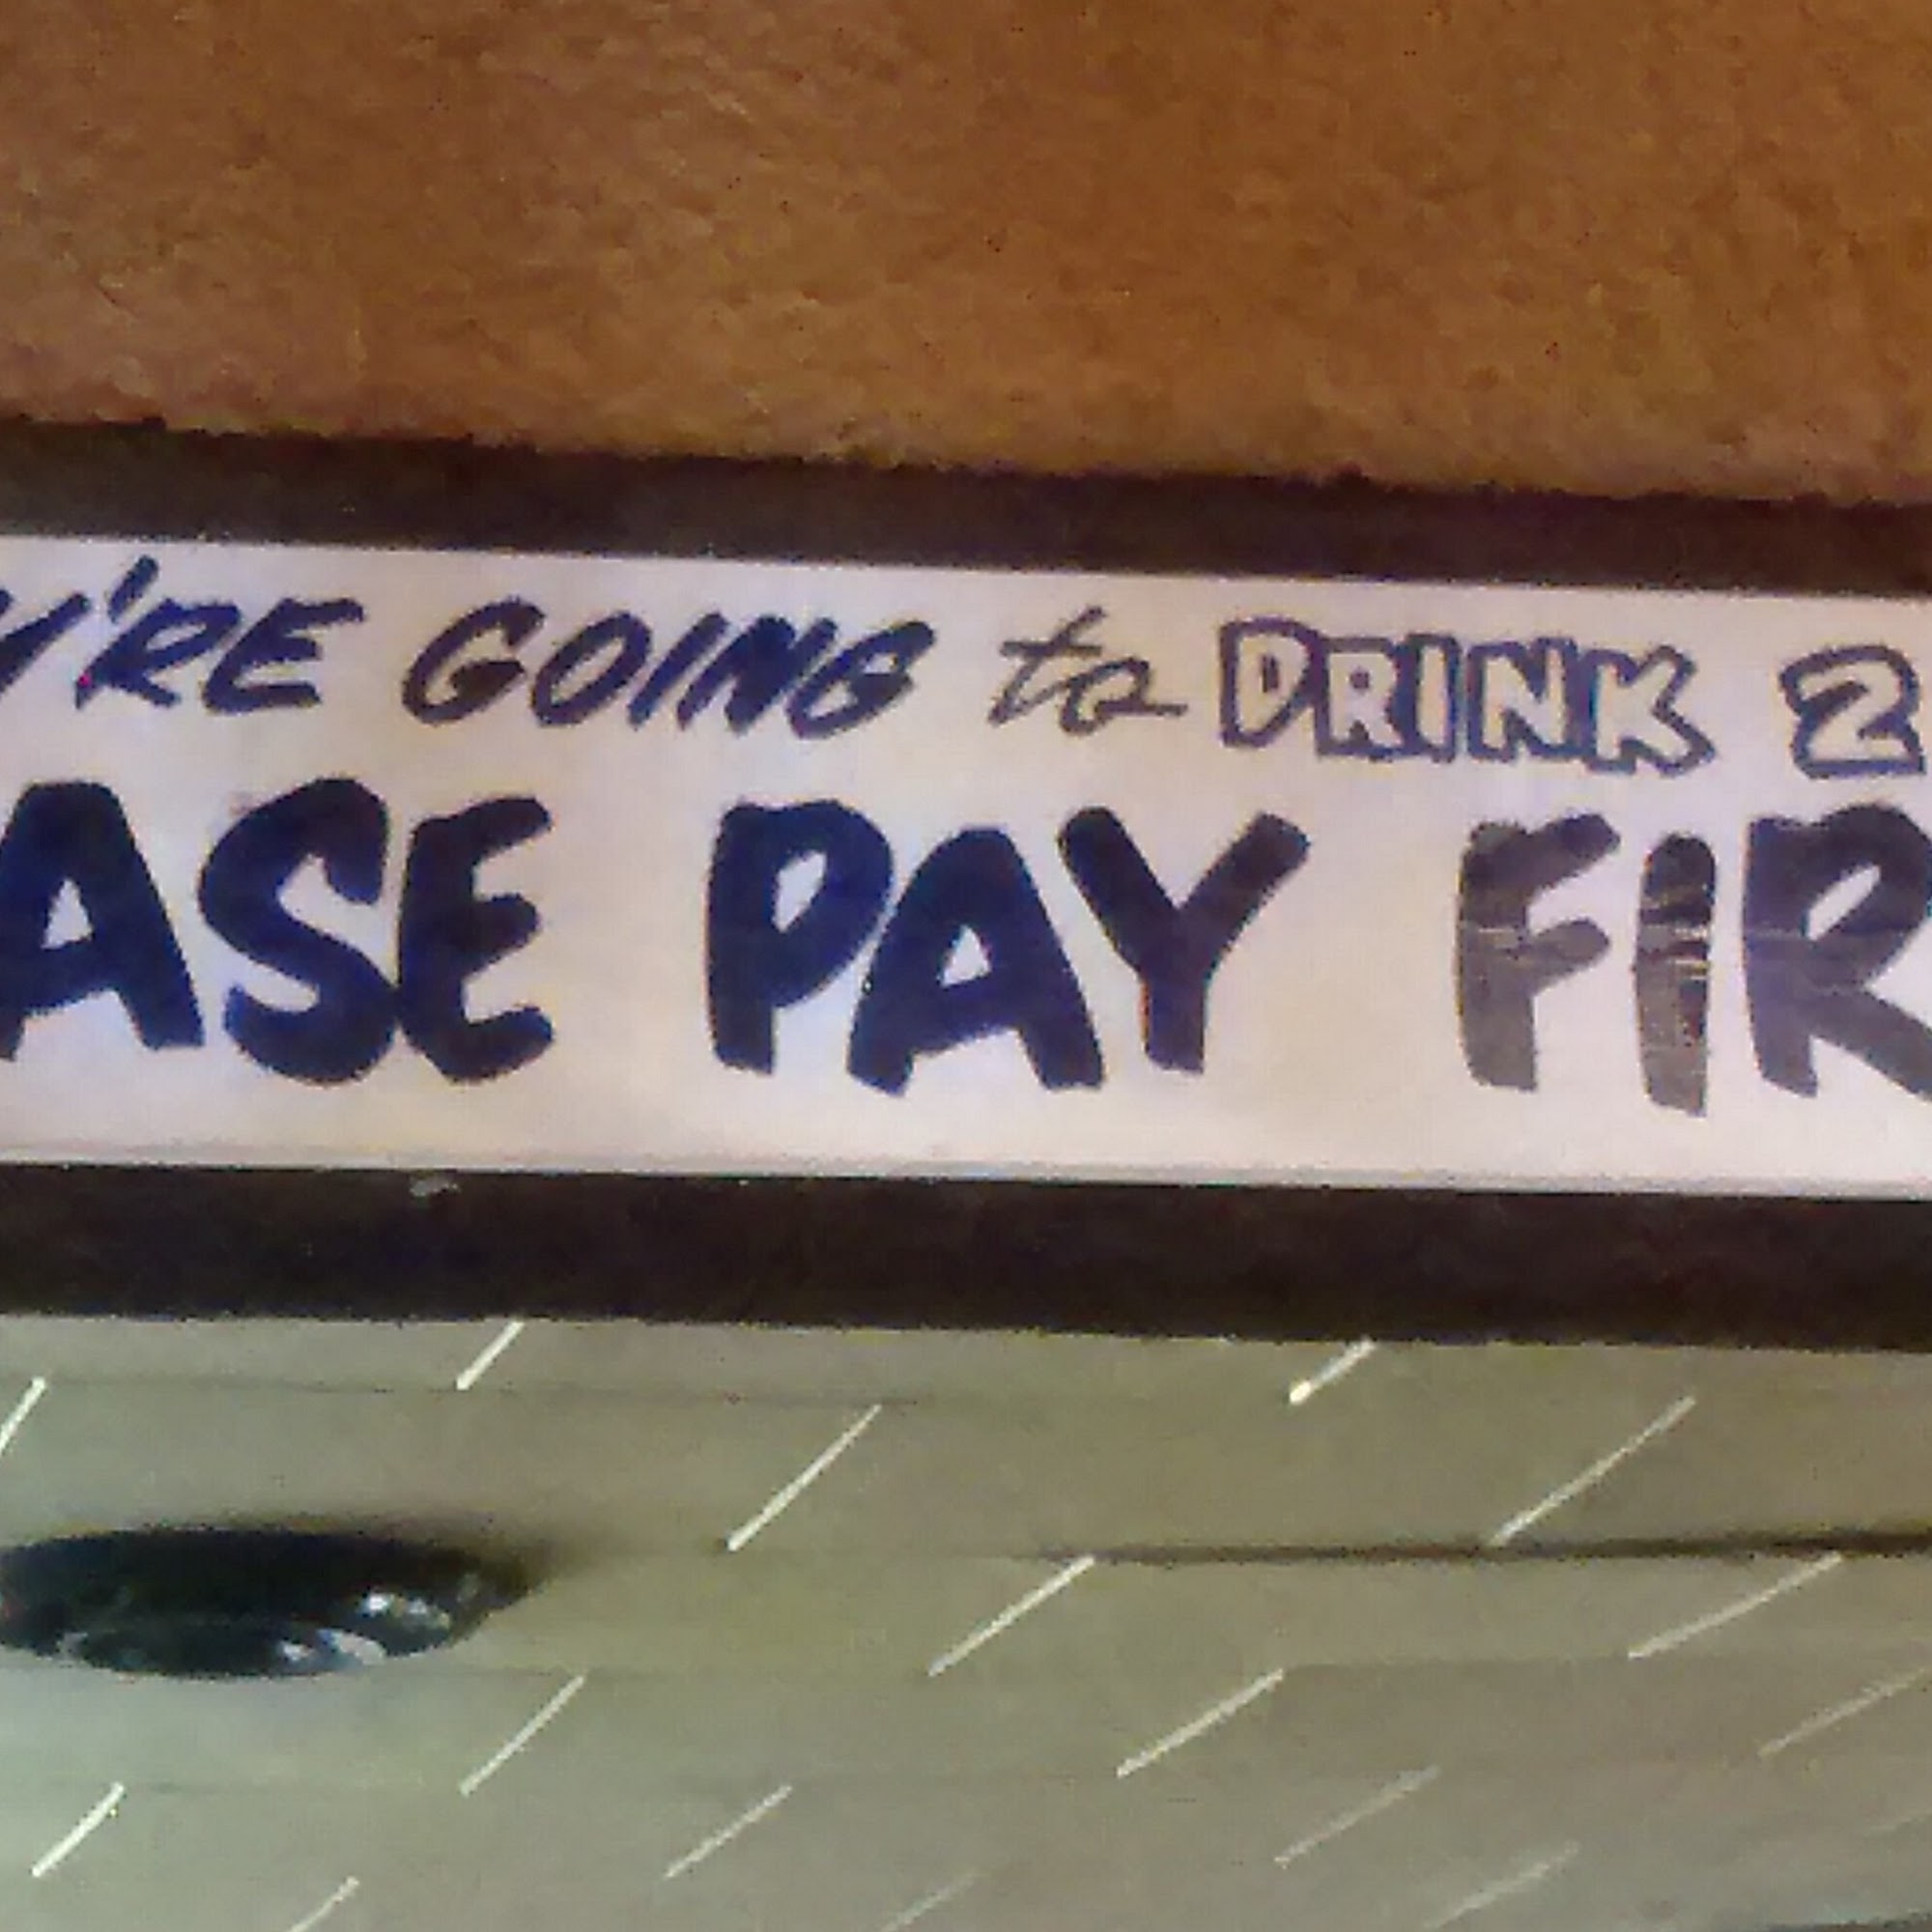 U'RE GOING to DRINK 2
ASE PAY FIR